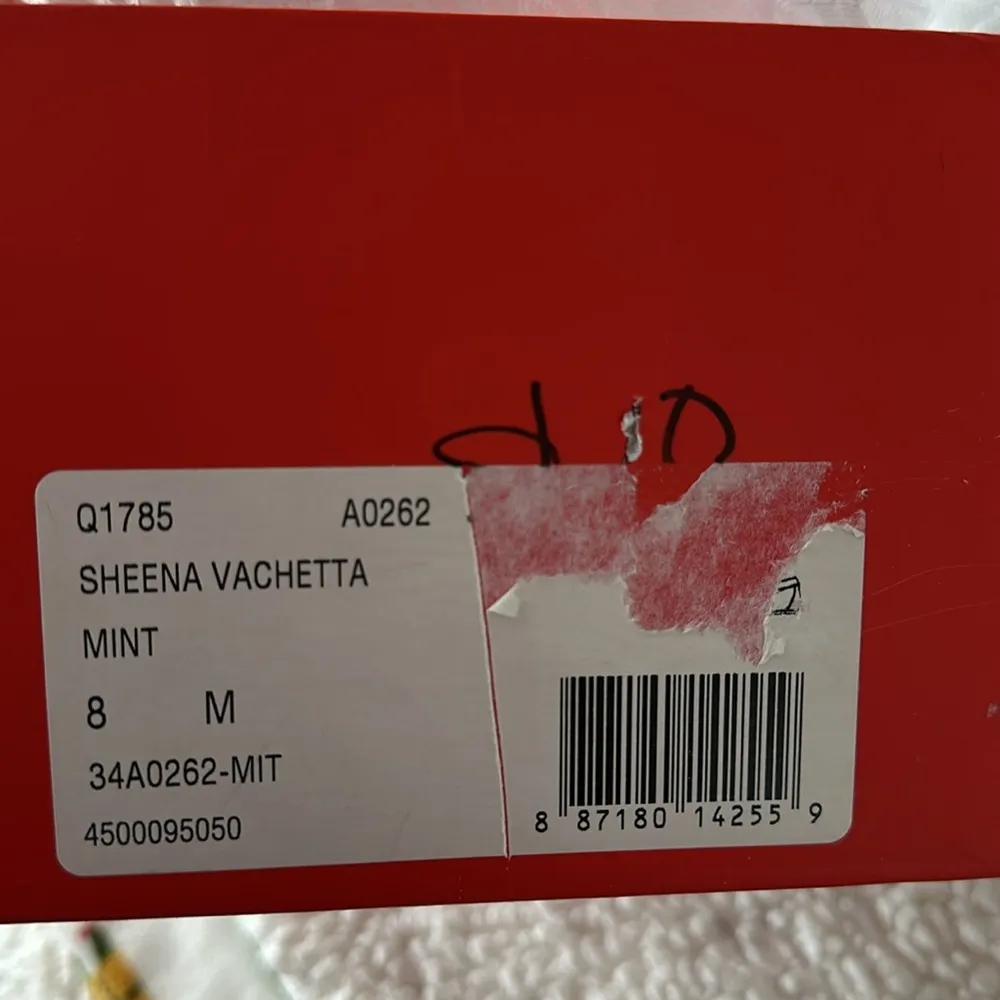 Q1785 A0262
SHEENA VACHETTA
MINT
8 M
34A0262-MIT
4500095050
8 87180 14255 9